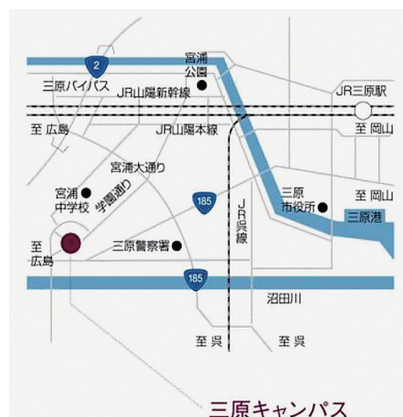 2
宮浦
公園
三原バイパス
JR山陽新幹線
JR三原駅
至 広島
JR山陽本線
至 岡山
宮浦大通り
宮浦
中学校
学園通り
185
JR呉線
三原
市役所
至 岡山
三原港
至
広島
三原警察署
185
沼田川
至 呉
至 呉
三原キャンパス